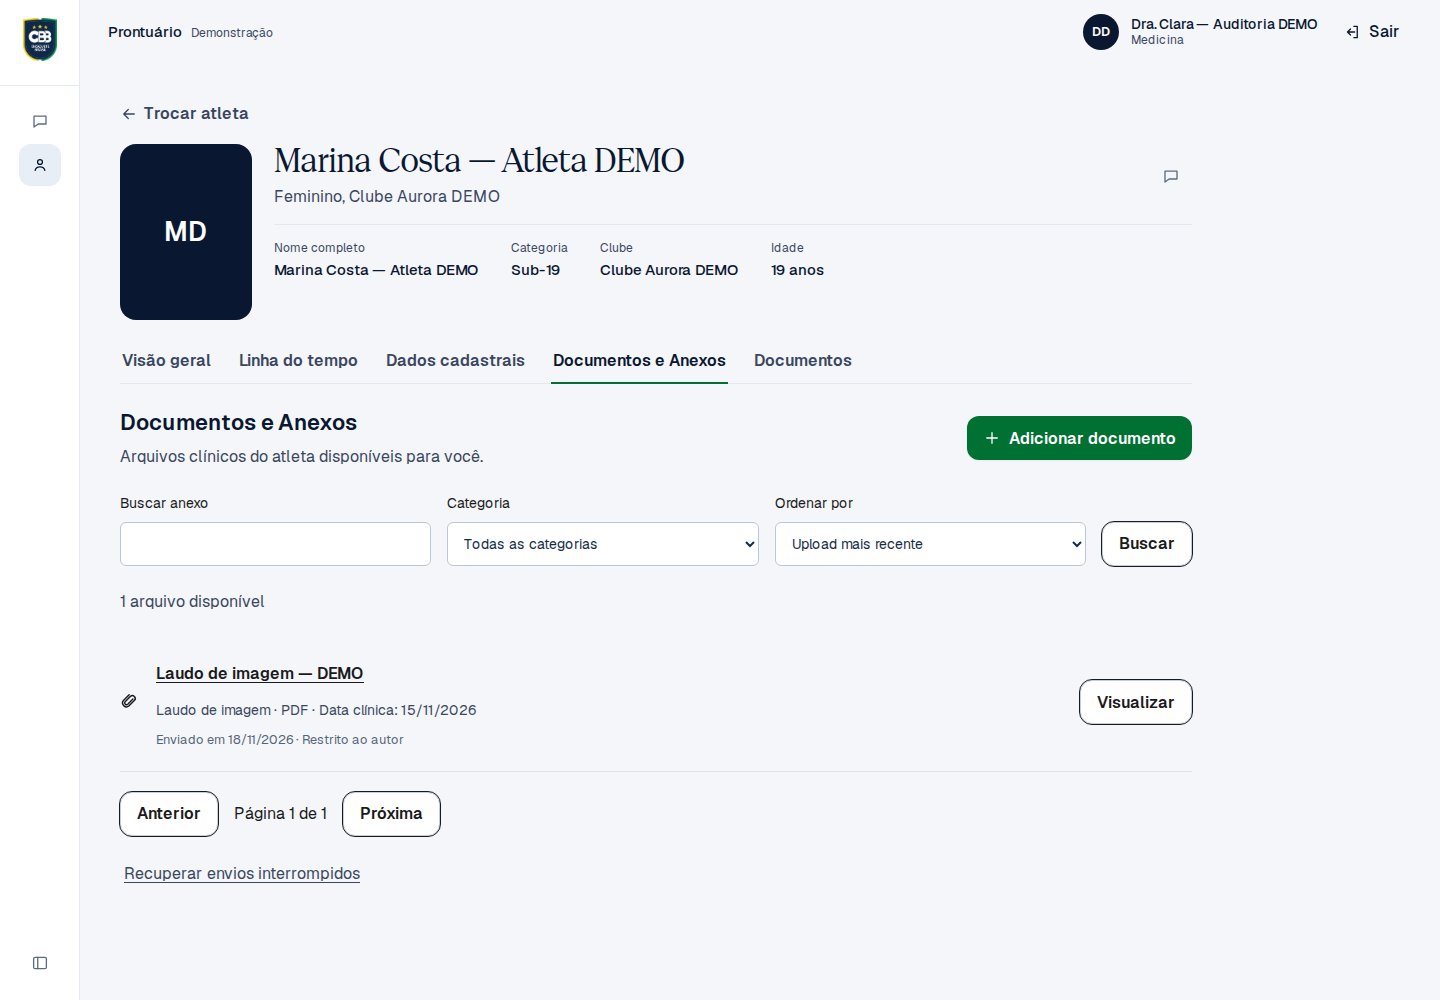 CBB
Prontuário Demonstração
DD
Dra. Clara — Auditoria DEMO
Medicina
Sair
Trocar atleta
MD
Marina Costa — Atleta DEMO
Feminino, Clube Aurora DEMO
Nome completo Categoria Clube Idade
Marina Costa — Atleta DEMO Sub-19 Clube Aurora DEMO 19 anos
Visão geral Linha do tempo Dados cadastrais Documentos e Anexos Documentos
Documentos e Anexos
Arquivos clínicos do atleta disponíveis para você.
Adicionar documento
Buscar anexo Categoria Ordenar por
Todas as categorias Upload mais recente Buscar
1 arquivo disponível
Laudo de imagem — DEMO
Laudo de imagem · PDF · Data clínica: 15/11/2026
Enviado em 18/11/2026 · Restrito ao autor
Visualizar
Anterior Página 1 de 1 Próxima
Recuperar envios interrompidos